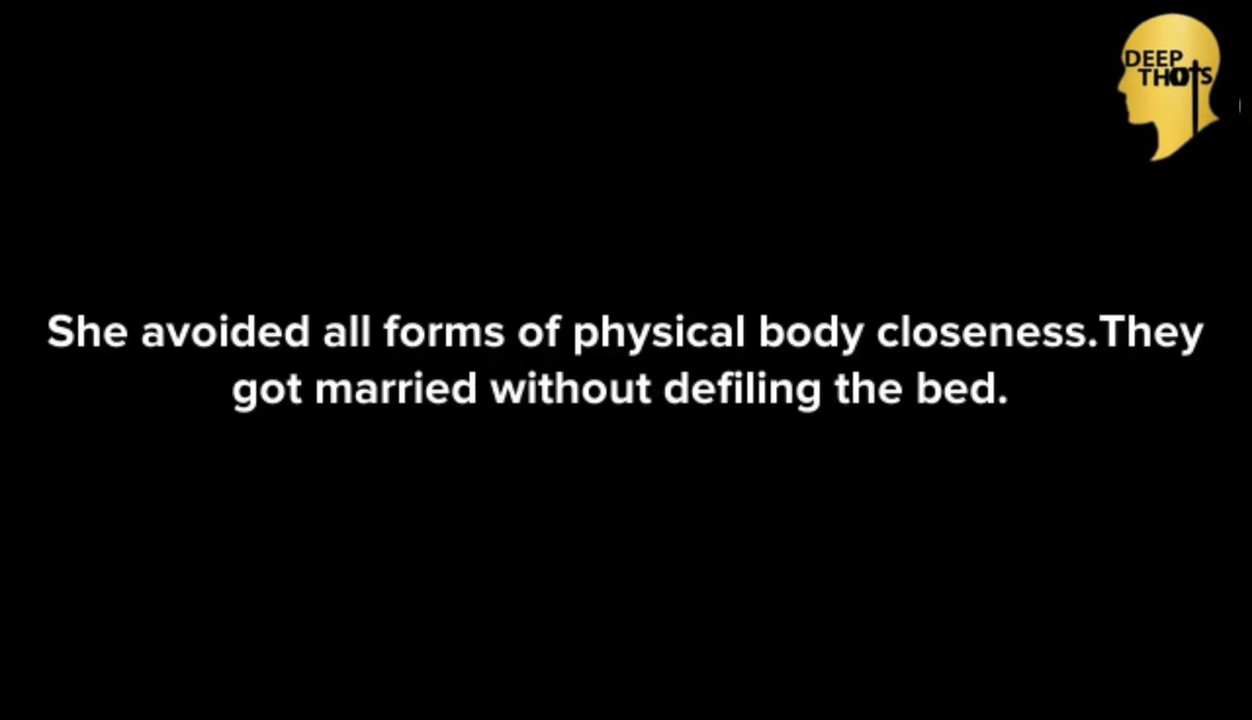 DEEP
THOTS
She avoided all forms of physical body closeness.They
got married without defiling the bed.